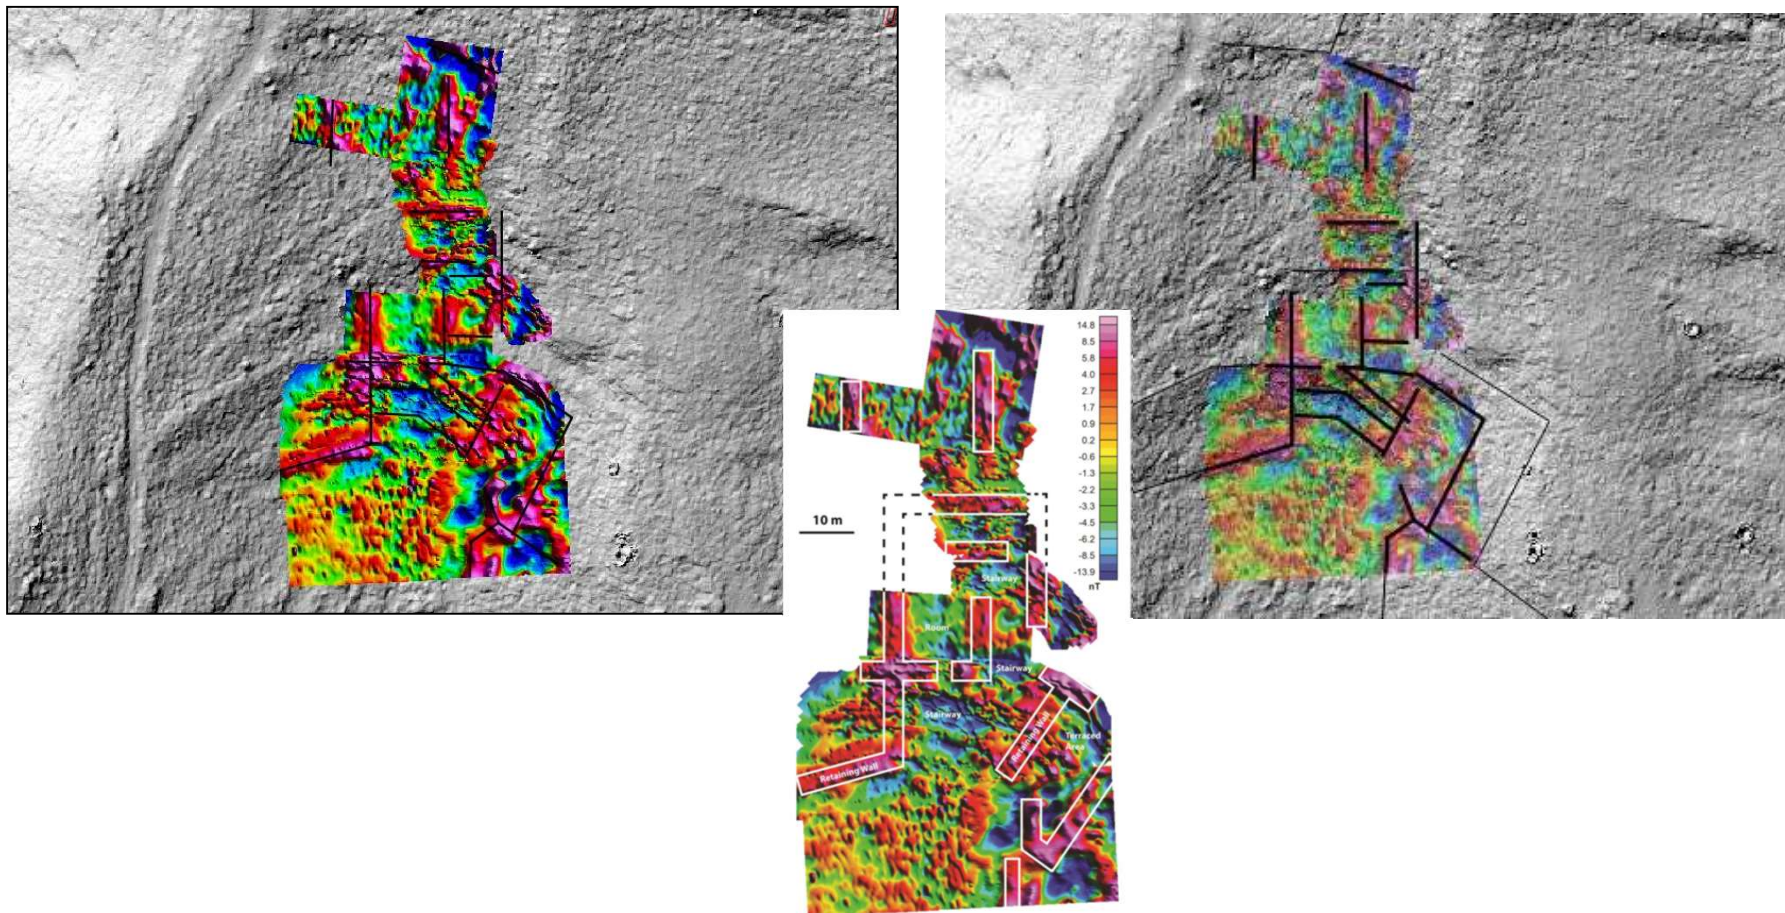 14.8
8.5
5.8
4.0
2.7
1.7
0.9
0.2
-0.6
-1.3
-2.2
-3.3
-4.5
-6.2
-8.5
-13.9
nT
10 m
Stairway
Room
Stairway
Stairway
Retaining Wall
Terraced
Area
Retaining Wall